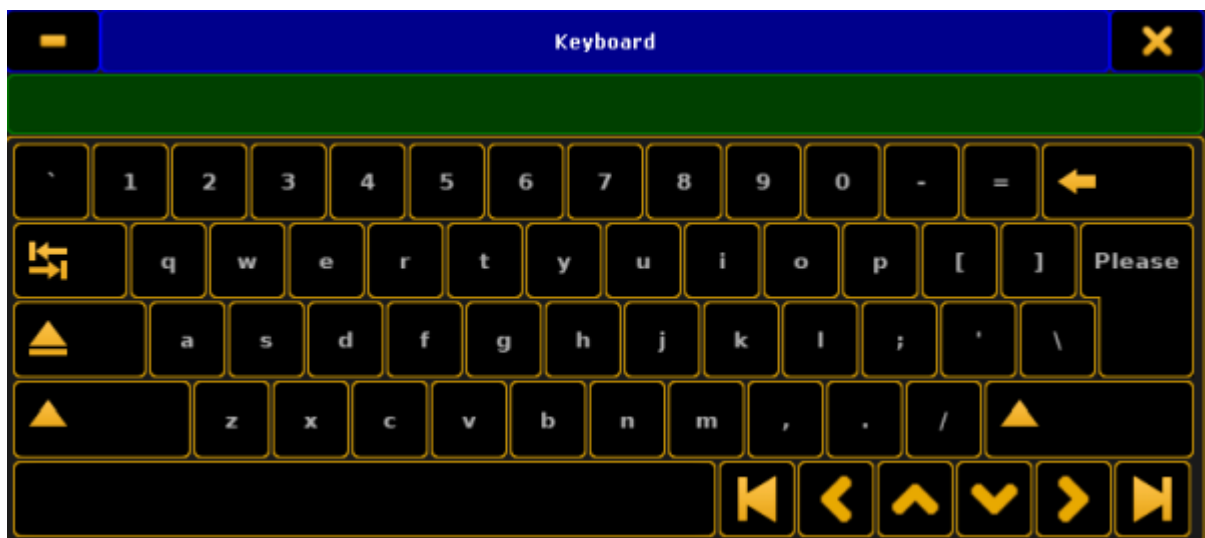 Keyboard
` 1 2 3 4 5 6 7 8 9 0 - =
q w e r t y u i o p [ ] Please
a s d f g h j k l ; ' \
z x c v b n m , . /